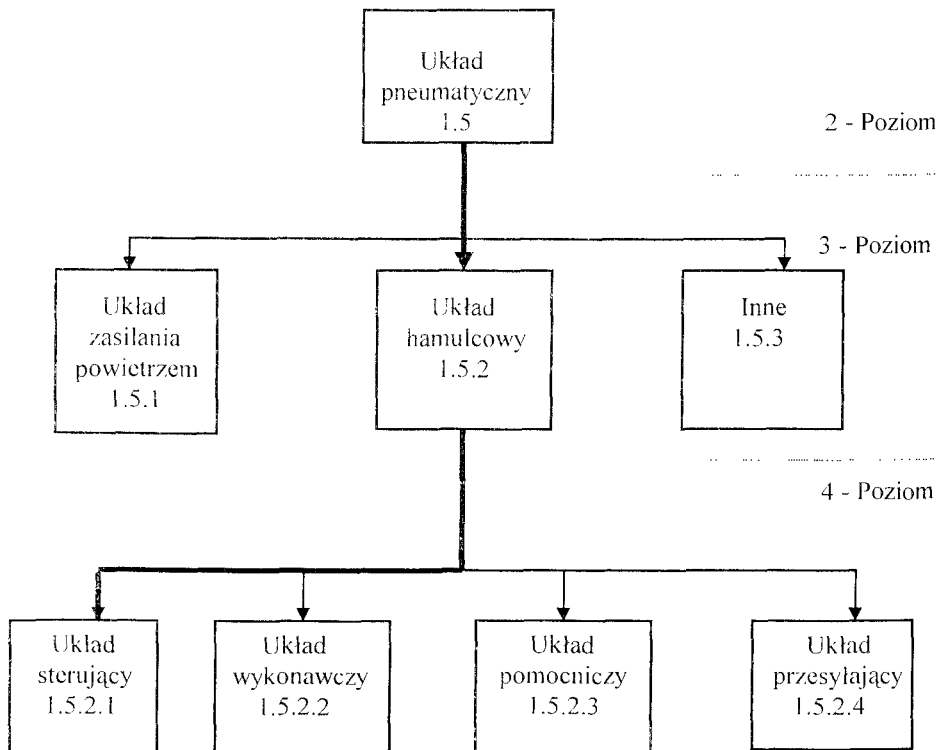 Układ
pneumatyczny
1.5
2 - Poziom
3 - Poziom
Układ
zasilania
powietrzem
1.5.1
Układ
hamulcowy
1.5.2
Inne
1.5.3
4 - Poziom
Układ
sterujący
1.5.2.1
Układ
wykonawczy
1.5.2.2
Układ
pomocniczy
1.5.2.3
Układ
przesyłający
1.5.2.4